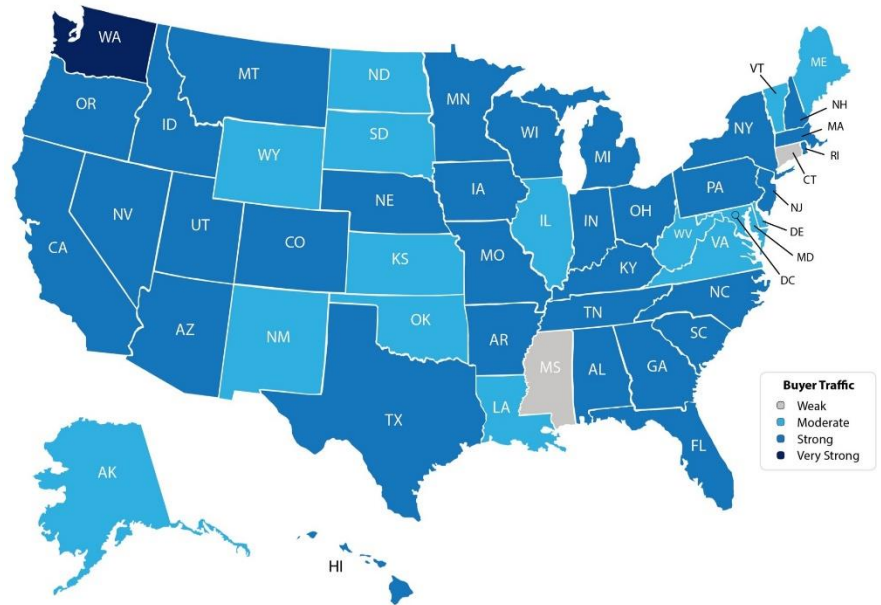 WA
MT
ND
MN
VT
ME
OR
ID
SD
WI
MI
NY
NH
MA
WY
RI
CT
NE
IA
PA
NJ
NV
UT
CO
IL
IN
OH
DE
CA
KS
MO
WV
VA
MD
KY
DC
AZ
NM
OK
AR
TN
NC
SC
MS
AL
GA
TX
LA
FL
AK
HI
Buyer Traffic
Weak
Moderate
Strong
Very Strong